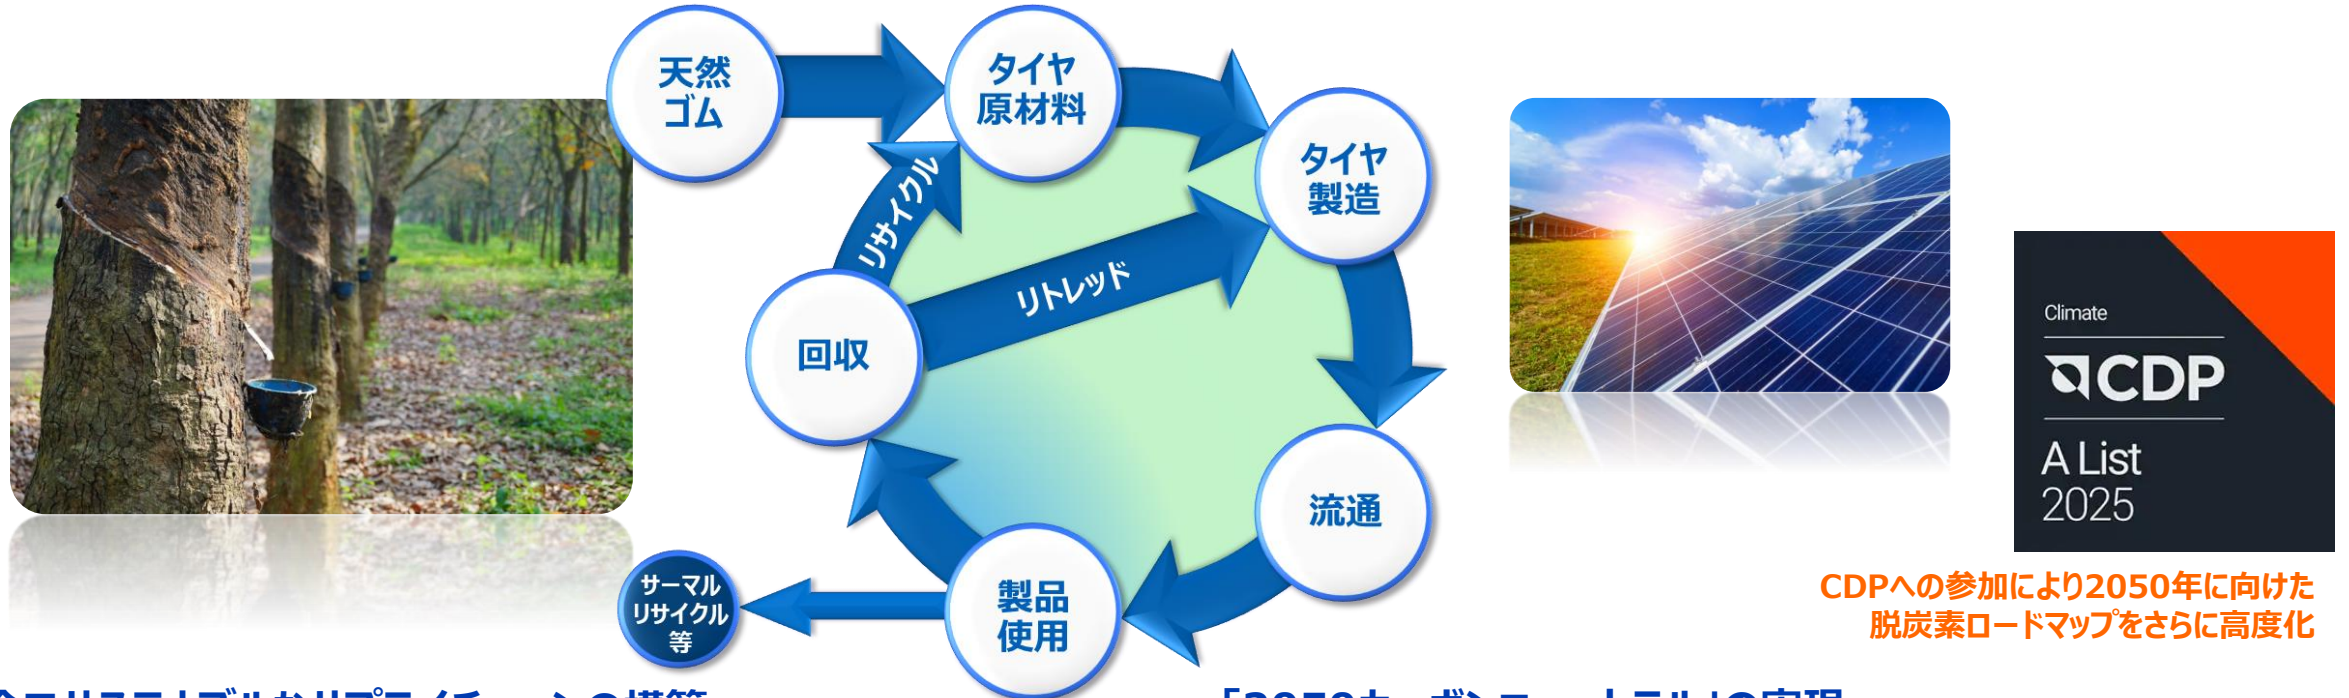 天然
ゴム
タイヤ
原材料
タイヤ
製造
リサイクル
リトレッド
回収
流通
製品
使用
サーマル
リサイクル
等
Climate
CDP
A List
2025
CDPへの参加により2050年に向けた
脱炭素ロードマップをさらに高度化